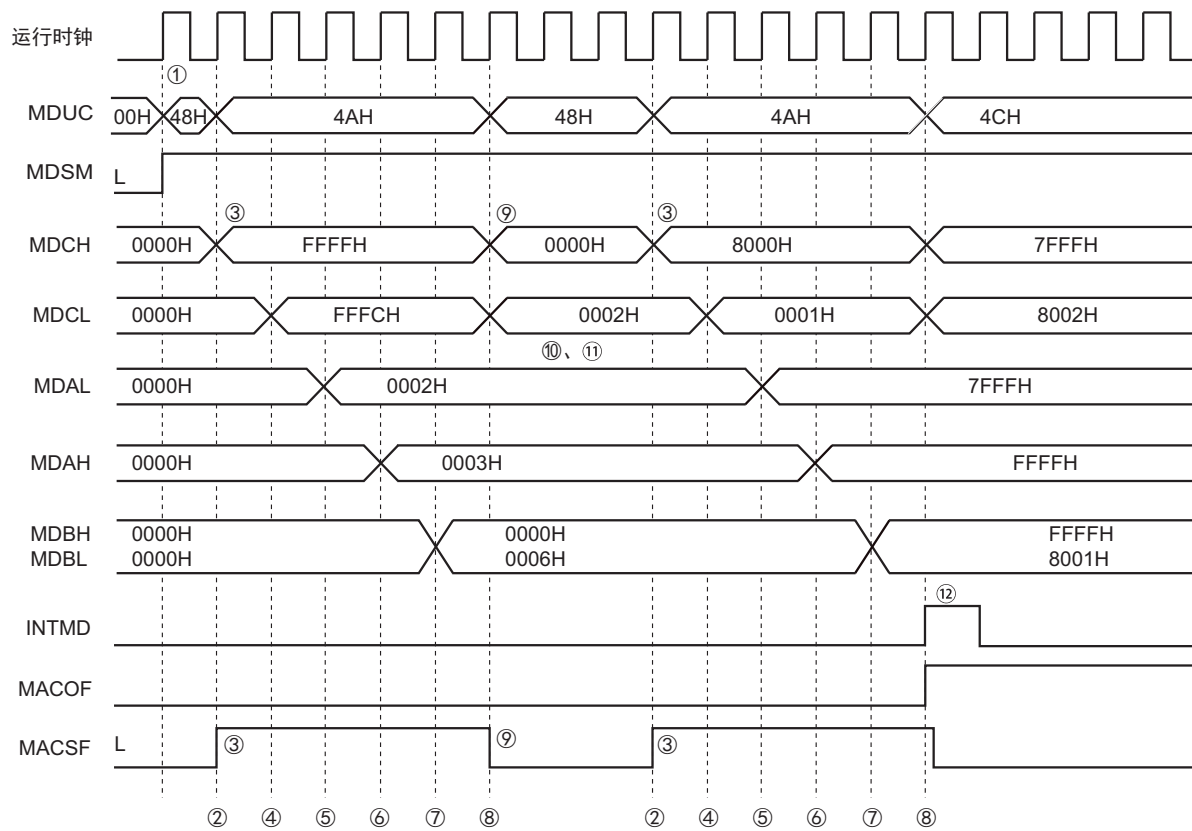 运行时钟
①
MDUC 00H 48H 4AH 48H 4AH 4CH
MDSM L
③ ⑨ ③
MDCH 0000H FFFFH 0000H 8000H 7FFFH
MDCL 0000H FFFCH 0002H 0001H 8002H
⑩、⑪
MDAL 0000H 0002H 7FFFH
MDAH 0000H 0003H FFFFH
MDBH 0000H 0000H FFFFH
MDBL 0000H 0006H 8001H
⑫
INTMD
MACOF
MACSF L ③ ⑨ ③
② ④ ⑤ ⑥ ⑦ ⑧ ② ④ ⑤ ⑥ ⑦ ⑧